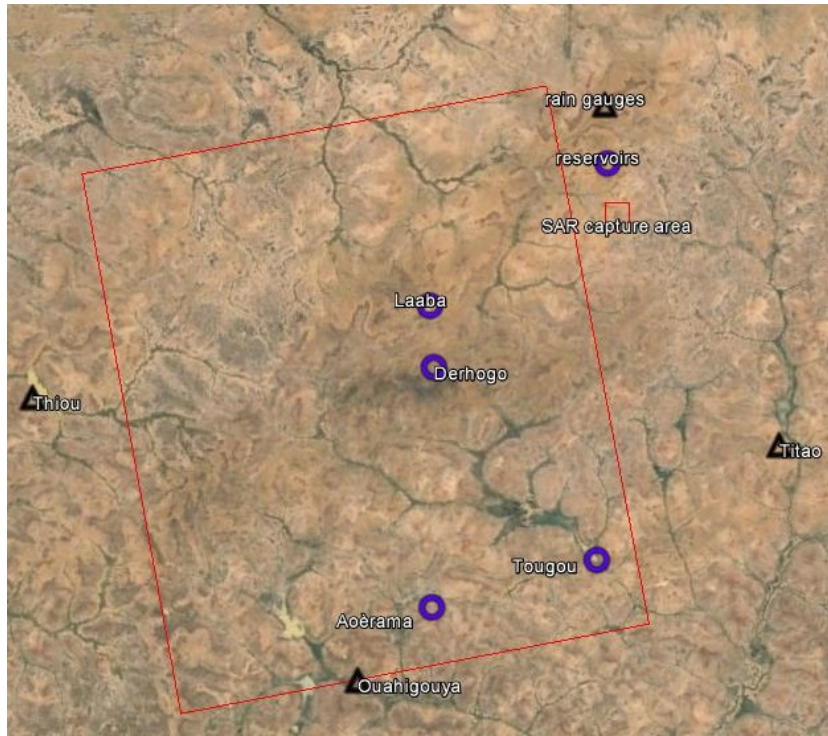 rain gauges
reservoirs
SAR capture area
Laaba
Derhogo
Thiou
Titao
Tougou
Aoèrama
Ouahigouya